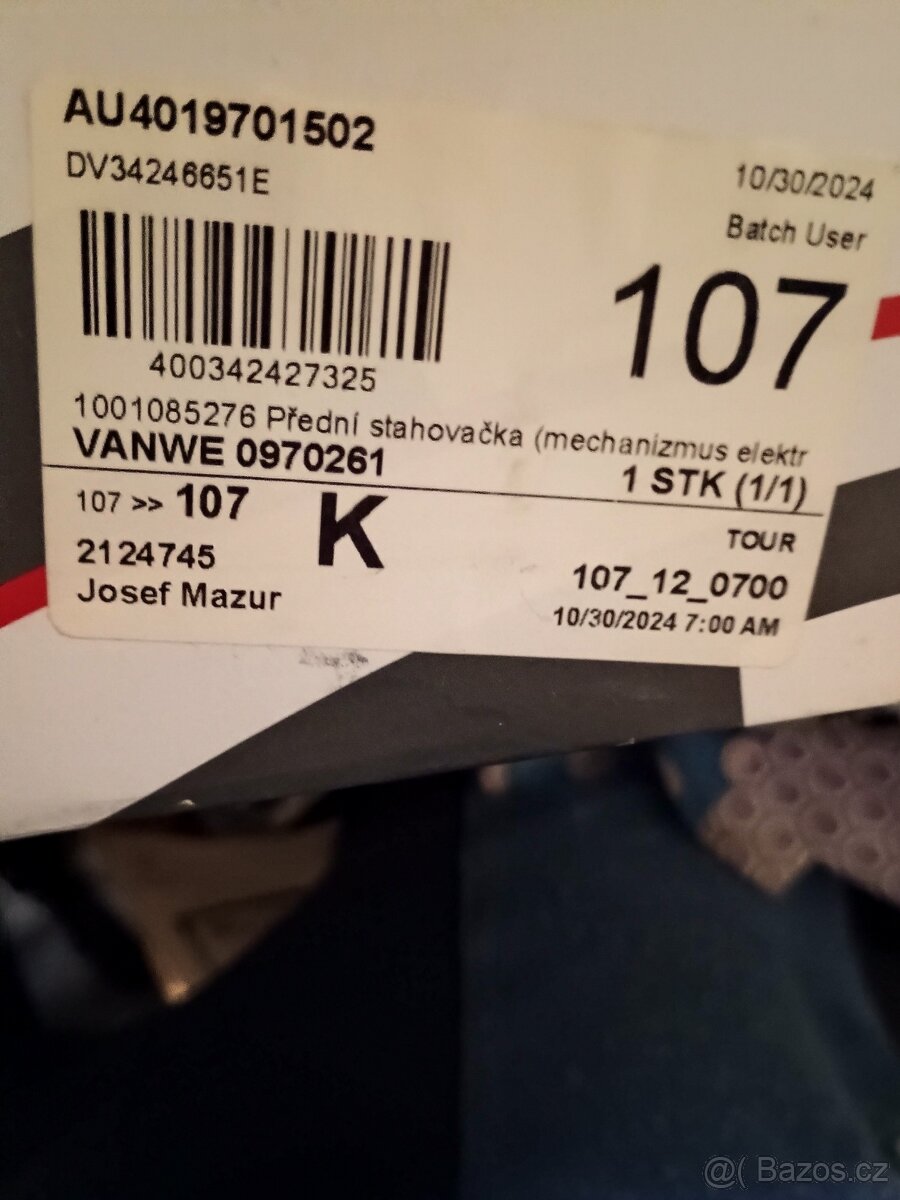 AU4019701502
DV34246651E
10/30/2024
Batch User
107
400342427325
1001085276 Přední stahovačka (mechanizmus elektr
VANWE 0970261
1 STK (1/1)
107 >> 107
K
TOUR
2124745
107_12_0700
Josef Mazur
10/30/2024 7:00 AM
@( Bazos.cz